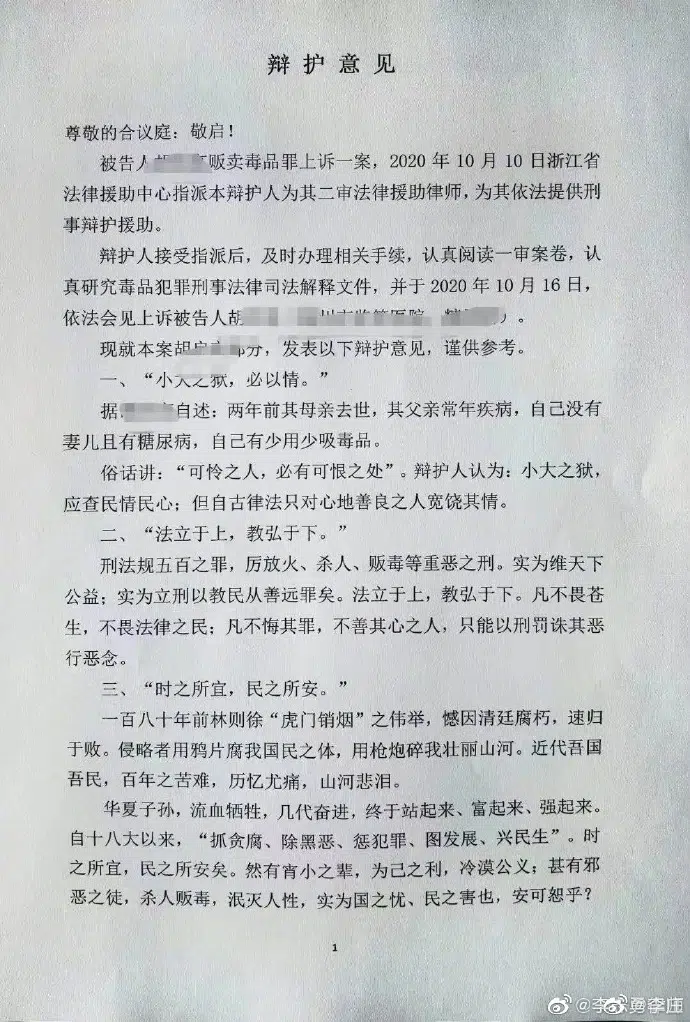 辩护意见
尊敬的合议庭：敬启！
被告人贩卖毒品罪上诉一案，2020 年 10 月 10 日浙江省
法律援助中心指派本辩护人为其二审法律援助律师，为其依法提供刑
事辩护援助。
辩护人接受指派后，及时办理相关手续，认真阅读一审案卷，认
真研究毒品犯罪刑事法律司法解释文件，并于 2020 年 10 月 16 日，
依法会见上诉被告人胡）。
现就本案胡部分，发表以下辩护意见，谨供参考。
一、“小大之狱，必以情。”
据自述：两年前其母亲去世，其父亲常年疾病，自己没有
妻儿且有糖尿病，自己有少用少吸毒品。
俗话讲：“可怜之人，必有可恨之处”。辩护人认为：小大之狱，
应查民情民心；但自古律法只对心地善良之人宽饶其情。
二、“法立于上，教弘于下。”
刑法规五百之罪，厉放火、杀人、贩毒等重恶之刑。实为维天下
公益；实为立刑以教民从善远罪矣。法立于上，教弘于下。凡不畏苍
生，不畏法律之民；凡不悔其罪，不善其心之人，只能以刑罚诛其恶
行恶念。
三、“时之所宜，民之所安。”
一百八十年前林则徐“虎门销烟”之伟举，憾因清廷腐朽，速归
于败。侵略者用鸦片腐我国民之体，用枪炮碎我壮丽山河。近代吾国
吾民，百年之苦难，历忆尤痛，山河悲泪。
华夏子孙，流血牺牲，几代奋进，终于站起来、富起来、强起来。
自十八大以来，“抓贪腐、除黑恶、惩犯罪、图发展、兴民生”。时
之所宜，民之所安矣。然有宵小之辈，为己之利，冷漠公义；甚有邪
恶之徒，杀人贩毒，泯灭人性，实为国之忧、民之害也，安可恕乎？
1